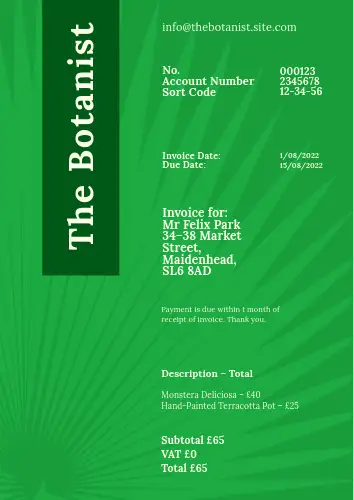 The Botanist
info@thebotanist.site.com
No. 000123
Account Number 2345678
Sort Code 12-34-56
Invoice Date: 1/08/2022
Due Date: 15/08/2022
Invoice for:
Mr Felix Park
34-38 Market
Street,
Maidenhead,
SL6 8AD
Payment is due within 1 month of
receipt of invoice. Thank you.
Description – Total
Monstera Deliciosa – £40
Hand-Painted Terracotta Pot – £25
Subtotal £65
VAT £0
Total £65